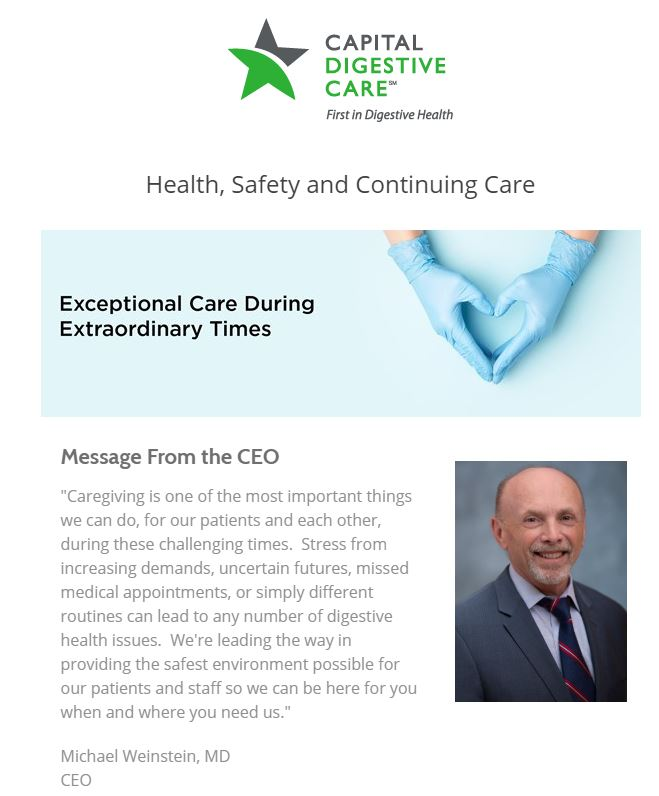 CAPITAL
DIGESTIVE
CARE℠
First in Digestive Health
Health, Safety and Continuing Care
Exceptional Care During
Extraordinary Times
Message From the CEO
"Caregiving is one of the most important things
we can do, for our patients and each other,
during these challenging times.  Stress from
increasing demands, uncertain futures, missed
medical appointments, or simply different
routines can lead to any number of digestive
health issues.  We're leading the way in
providing the safest environment possible for
our patients and staff so we can be here for you
when and where you need us."
Michael Weinstein, MD
CEO